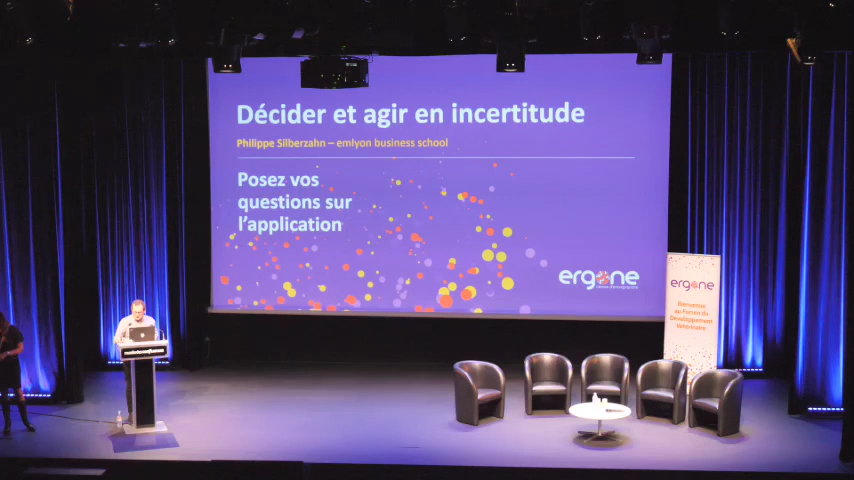 Décider et agir en incertitude
Philippe Silberzahn – emlyon business school
Posez vos
questions sur
l'application
ergone
ergone
Bienvenue
au Forum du
Développement
Vétérinaire